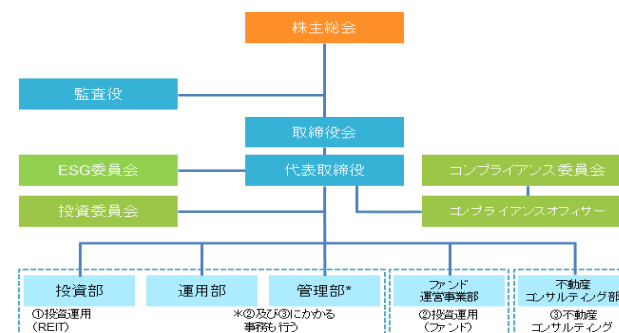 株主総会
監査役
取締役会
ESG委員会
代表取締役
コンプライアンス委員会
投資委員会
コンプライアンスオフィサー
投資部
運用部
管理部*
ファンド
運営事業部
不動産
コンサルティング部
①投資運用
(REIT)
*②及び③にかかる
事務も行う
②投資運用
(ファンド)
③不動産
コンサルティング